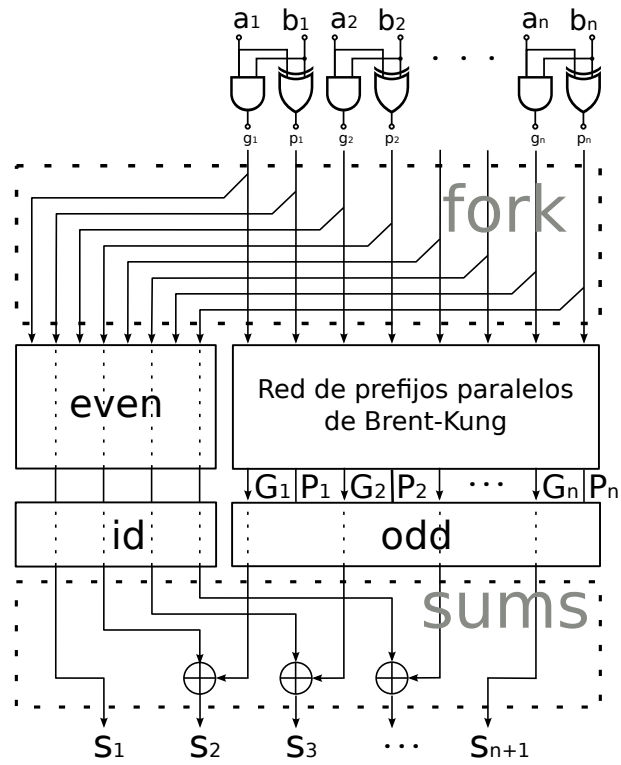 a1 b1 a2 b2 . . . an bn
g1 p1 g2 p2 gn pn
fork
even
Red de prefijos paralelos
de Brent-Kung
G1 P1 G2 P2 ... Gn Pn
id
odd
sums
s1 s2 s3 ... sn+1